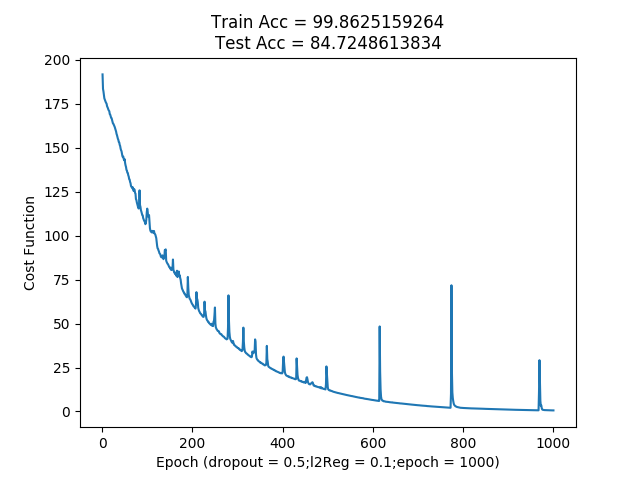 Train Acc = 99.8625159264
Test Acc = 84.7248613834
200
175
150
125
100
75
50
25
0
Cost Function
0 200 400 600 800 1000
Epoch (dropout = 0.5;l2Reg = 0.1;epoch = 1000)